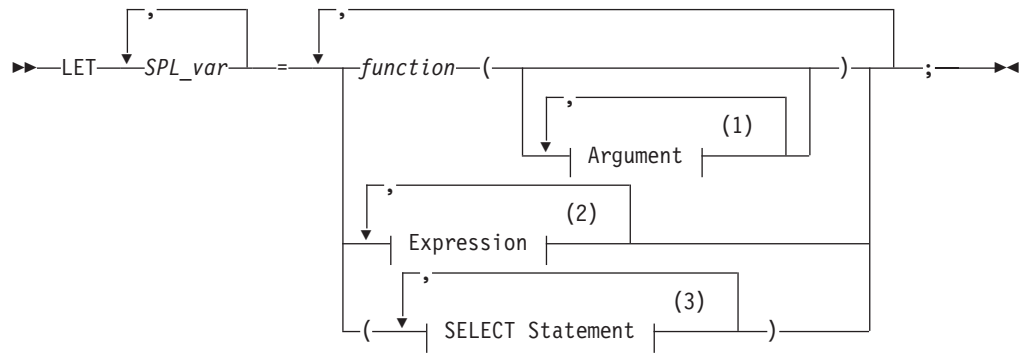 , ,
LET SPL_var = function ( ) ;
,
(1)
Argument
,
(2)
Expression
,
(3)
( SELECT Statement )